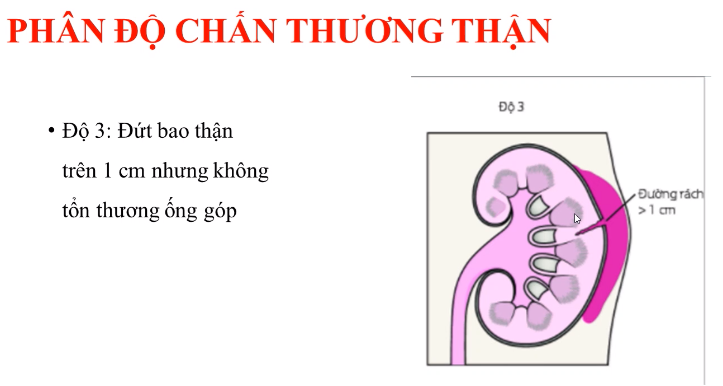 PHÂN ĐỘ CHẤN THƯƠNG THẬN
• Độ 3: Đứt bao thận
trên 1 cm nhưng không
tổn thương ống góp
Độ 3
Đường rách
> 1 cm